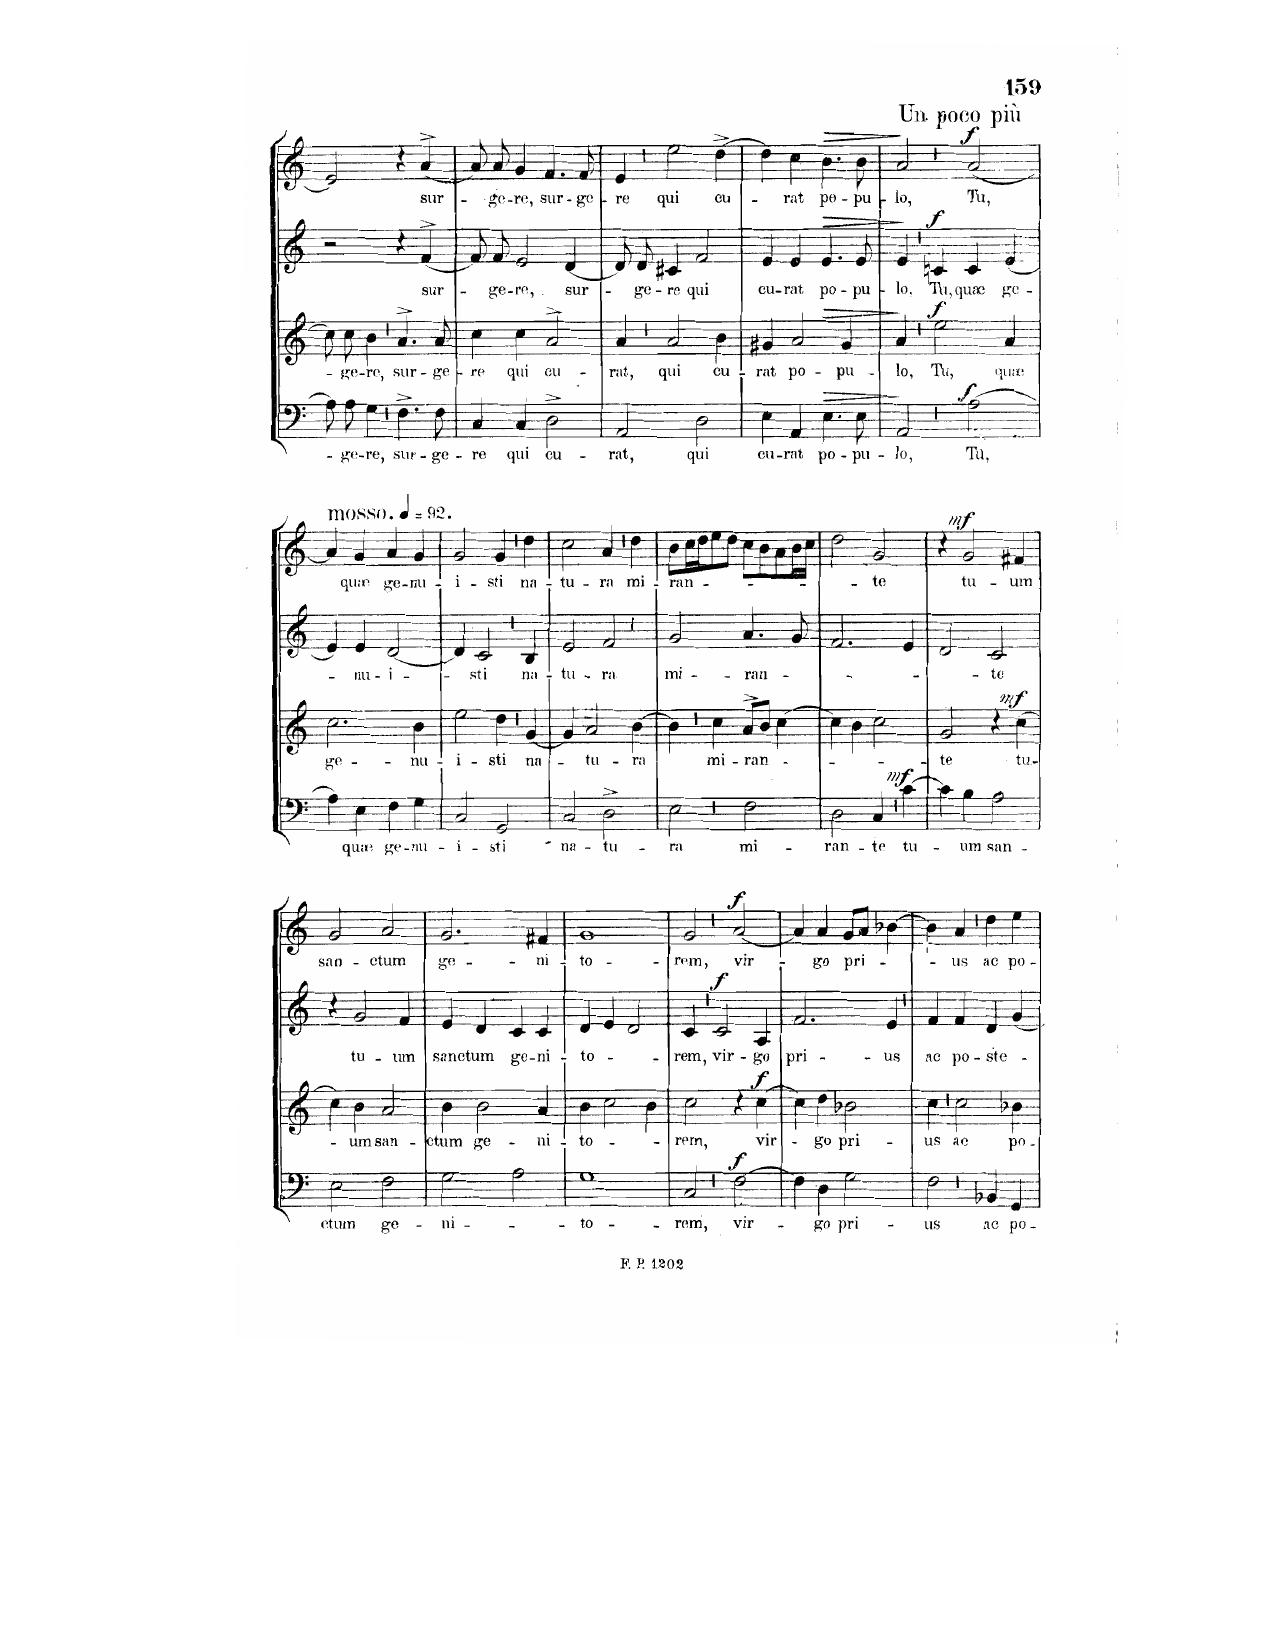 159
Un poco più
f
sur - ge-re, sur-ge - re qui cu - rat po-pu - lo, Tu,
f
sur - ge-re, sur - ge-re qui cu-rat po-pu - lo. Tu, quæ ge -
f
- ge-re, sur-ge - re qui cu - rat, qui cu - rat po - pu - lo, Tu, quæ
f
- ge-re, sur-ge - re qui cu - rat, qui cu-rat po-pu - lo, Tu,
mosso. ♩ = 92.
mf
quæ ge-nu - i - sti na - tu - ra mi - ran - - - - te tu - um
- nu - i - sti na - tu - ra mi - ran - - - te
mf
ge - nu - i - sti na - tu - ra mi - ran - - - te tu-
mf
quæ ge-nu - i - sti na - tu - ra mi - ran - te tu - um san -
f
san - ctum ge - ni - to - rem, vir - go pri - - us ac po-
f
tu - um sanctum ge-ni - to - rem, vir-go pri - us ac po-ste -
f
- um san - ctum ge - ni - to - rem, vir - go pri - us ac po-
f
ctum ge - ni - - to - rem, vir - go pri - us ac po-
F. P. 1202